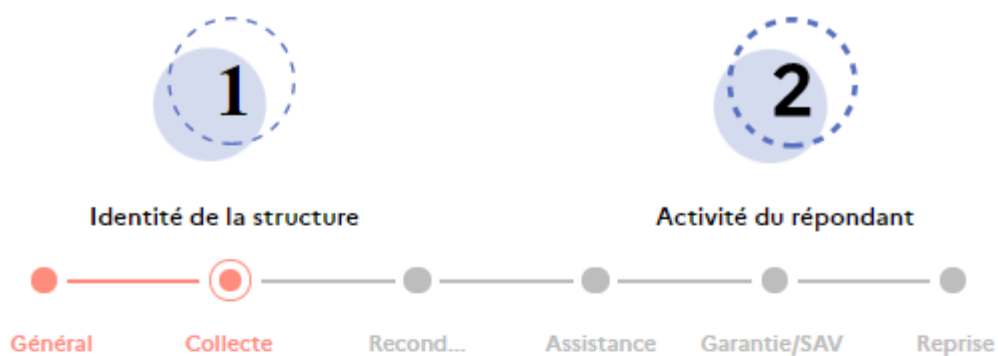 1 2
Identité de la structure Activité du répondant
Général Collecte Recond... Assistance Garantie/SAV Reprise